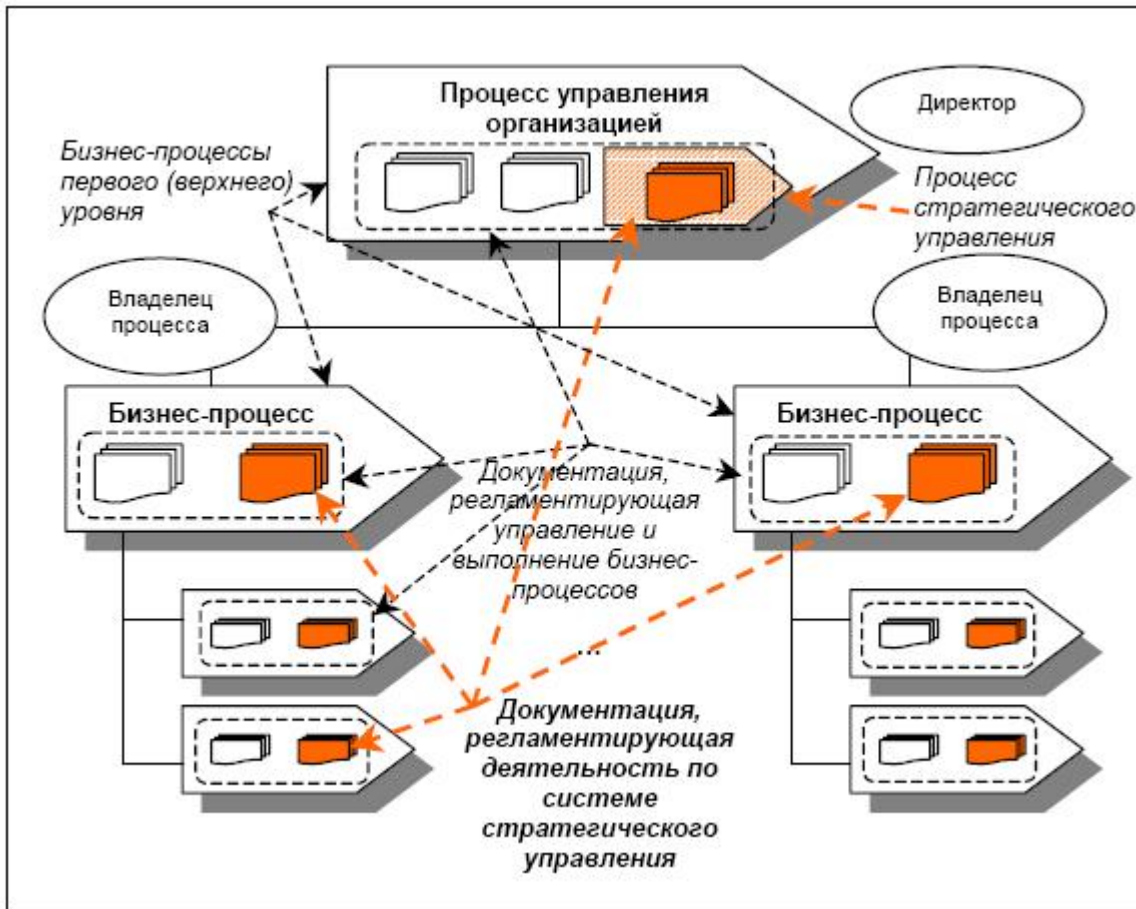 Процесс управления
организацией
Директор
Бизнес-процессы
первого (верхнего)
уровня
Процесс
стратегического
управления
Владелец
процесса
Владелец
процесса
Бизнес-процесс
Бизнес-процесс
Документация,
регламентирующая
управление и
выполнение бизнес-
процессов
...
Документация,
регламентирующая
деятельность по
системе
стратегического
управления